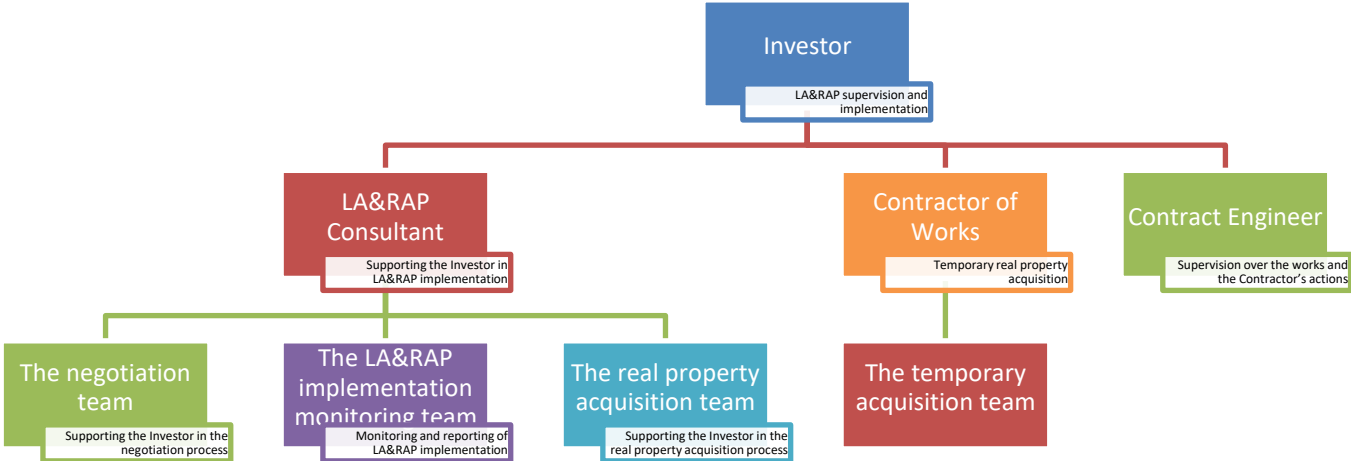 Investor
LA&RAP supervision and
implementation
LA&RAP
Consultant
Supporting the Investor in
LA&RAP implementation
Contractor of
Works
Temporary real property
acquisition
Contract Engineer
Supervision over the works and
the Contractor's actions
The negotiation
team
Supporting the Investor in the
negotiation process
The LA&RAP
implementation
monitoring team
Monitoring and reporting of
LA&RAP implementation
The real property
acquisition team
Supporting the Investor in the
real property acquisition process
The temporary
acquisition team